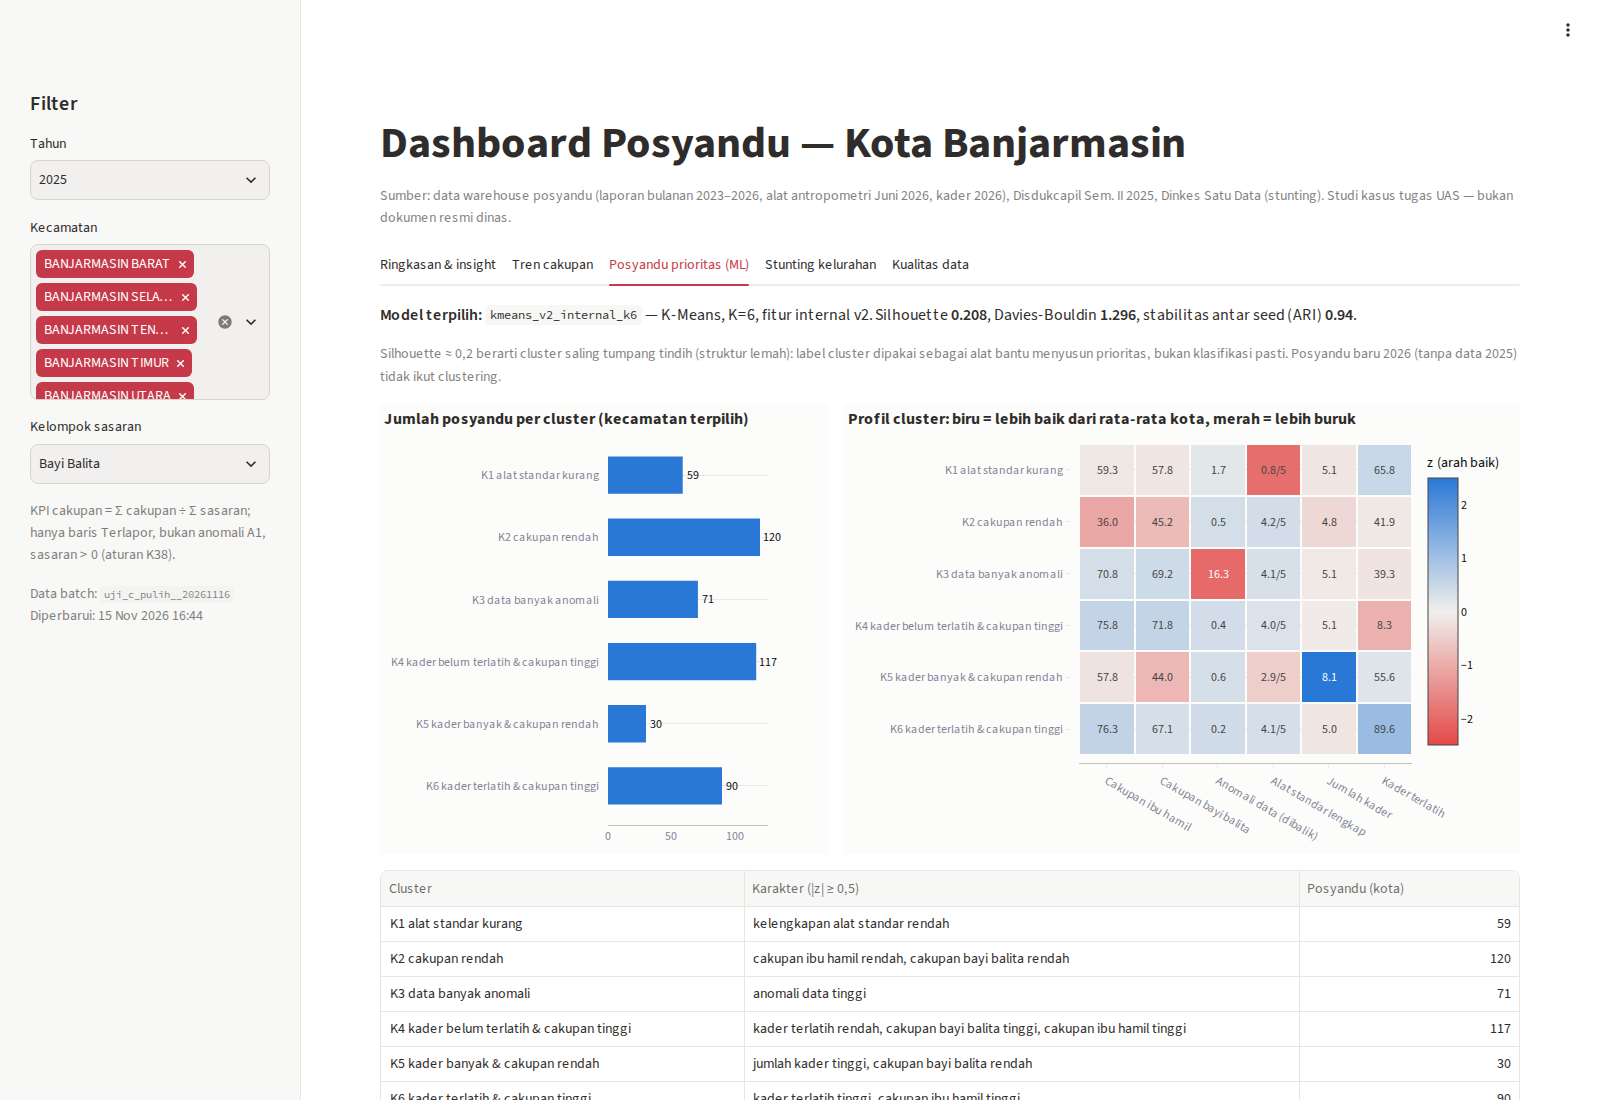 Filter
Tahun
2025
Kecamatan
BANJARMASIN BARAT
BANJARMASIN SELA...
BANJARMASIN TEN...
BANJARMASIN TIMUR
BANJARMASIN UTARA
Kelompok sasaran
Bayi Balita
KPI cakupan = Σ cakupan ÷ Σ sasaran;
hanya baris Terlapor, bukan anomali A1,
sasaran > 0 (aturan K38).
Data batch: uji_c_pulih__20261116
Diperbarui: 15 Nov 2026 16:44
Dashboard Posyandu — Kota Banjarmasin
Sumber: data warehouse posyandu (laporan bulanan 2023–2026, alat antropometri Juni 2026, kader 2026), Disdukcapil Sem. II 2025, Dinkes Satu Data (stunting). Studi kasus tugas UAS — bukan
dokumen resmi dinas.
Ringkasan & insight Tren cakupan Posyandu prioritas (ML) Stunting kelurahan Kualitas data
Model terpilih: kmeans_v2_internal_k6 — K-Means, K=6, fitur internal v2. Silhouette 0.208, Davies-Bouldin 1.296, stabilitas antar seed (ARI) 0.94.
Silhouette ≈ 0,2 berarti cluster saling tumpang tindih (struktur lemah): label cluster dipakai sebagai alat bantu menyusun prioritas, bukan klasifikasi pasti. Posyandu baru 2026 (tanpa data 2025)
tidak ikut clustering.
Jumlah posyandu per cluster (kecamatan terpilih)
K1 alat standar kurang 59
K2 cakupan rendah 120
K3 data banyak anomali 71
K4 kader belum terlatih & cakupan tinggi 117
K5 kader banyak & cakupan rendah 30
K6 kader terlatih & cakupan tinggi 90
0 50 100
Profil cluster: biru = lebih baik dari rata-rata kota, merah = lebih buruk
K1 alat standar kurang 59.3 57.8 1.7 0.8/5 5.1 65.8
K2 cakupan rendah 36.0 45.2 0.5 4.2/5 4.8 41.9
K3 data banyak anomali 70.8 69.2 16.3 4.1/5 5.1 39.3
K4 kader belum terlatih & cakupan tinggi 75.8 71.8 0.4 4.0/5 5.1 8.3
K5 kader banyak & cakupan rendah 57.8 44.0 0.6 2.9/5 8.1 55.6
K6 kader terlatih & cakupan tinggi 76.3 67.1 0.2 4.1/5 5.0 89.6
Cakupan ibu hamil
Cakupan bayi balita
Anomali data (dibalik)
Alat standar lengkap
Jumlah kader
Kader terlatih
z (arah baik)
2
1
0
−1
−2
Cluster Karakter (|z| ≥ 0,5) Posyandu (kota)
K1 alat standar kurang kelengkapan alat standar rendah 59
K2 cakupan rendah cakupan ibu hamil rendah, cakupan bayi balita rendah 120
K3 data banyak anomali anomali data tinggi 71
K4 kader belum terlatih & cakupan tinggi kader terlatih rendah, cakupan bayi balita tinggi, cakupan ibu hamil tinggi 117
K5 kader banyak & cakupan rendah jumlah kader tinggi, cakupan bayi balita rendah 30
K6 kader terlatih & cakupan tinggi kader terlatih tinggi, cakupan ibu hamil tinggi 90